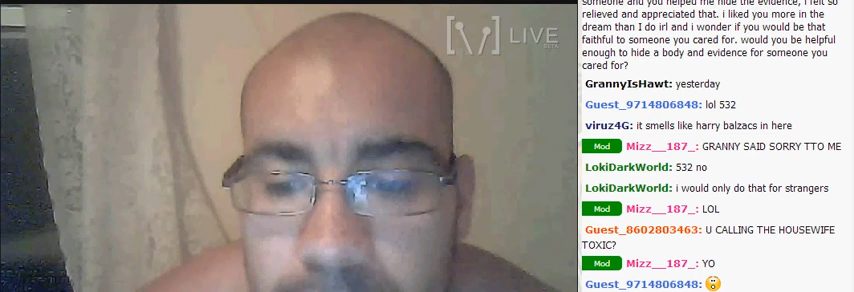 [\/] LIVE
BETA
someone and you helped me hide the evidence, i felt so
relieved and appreciated that. i liked you more in the
dream than I do irl and i wonder if you would be that
faithful to someone you cared for. would you be helpful
enough to hide a body and evidence for someone you
cared for?
GrannyIsHawt: yesterday
Guest_9714806848: lol 532
viruz4G: it smells like harry balzacs in here
Mod Mizz__187_: GRANNY SAID SORRY TTO ME
LokiDarkWorld: 532 no
LokiDarkWorld: i would only do that for strangers
Mod Mizz__187_: LOL
Guest_8602803463: U CALLING THE HOUSEWIFE
TOXIC?
Mod Mizz__187_: YO
Guest_9714806848: